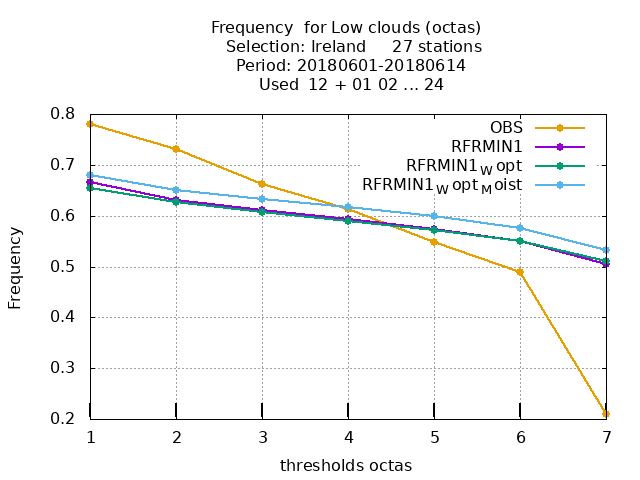 Frequency  for Low clouds (octas)
Selection: Ireland     27 stations
Period: 20180601-20180614
Used  12 + 01 02 ... 24
OBS
RFRMIN1
RFRMIN1Wopt
RFRMIN1WoptMoist
0.8
0.7
0.6
0.5
0.4
0.3
0.2
Frequency
1 2 3 4 5 6 7
thresholds octas